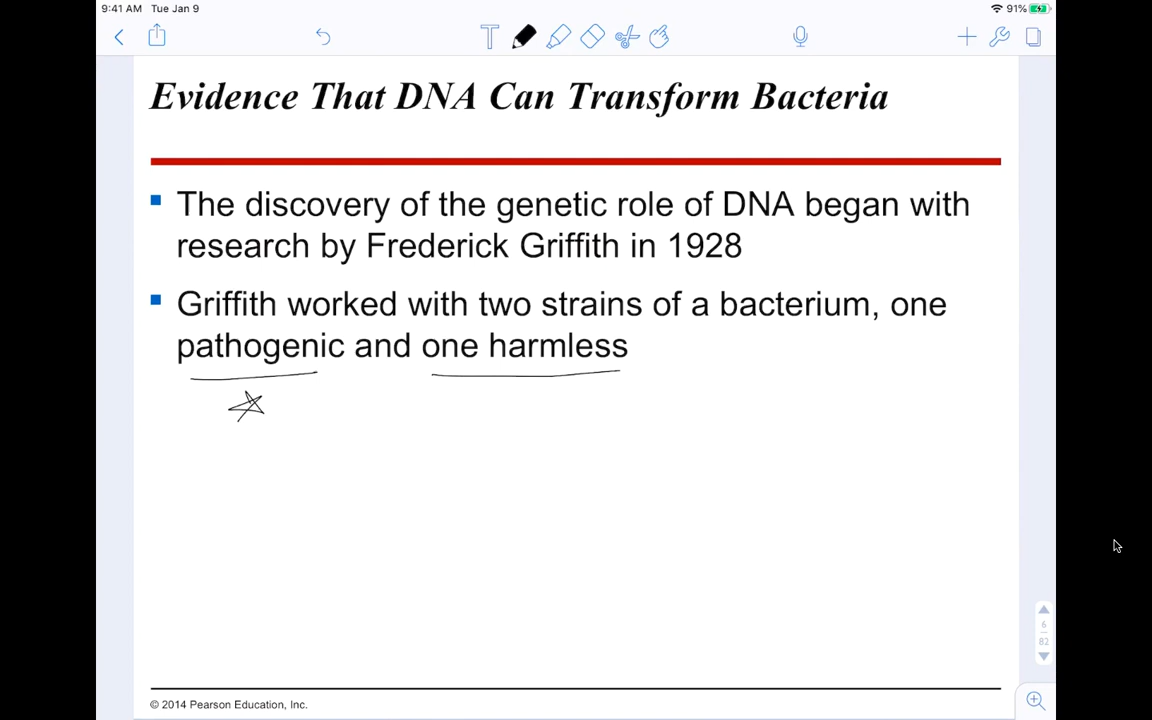 9:41 AM Tue Jan 9
91%
T
Evidence That DNA Can Transform Bacteria
The discovery of the genetic role of DNA began with
research by Frederick Griffith in 1928
Griffith worked with two strains of a bacterium, one
pathogenic and one harmless
6
82
© 2014 Pearson Education, Inc.